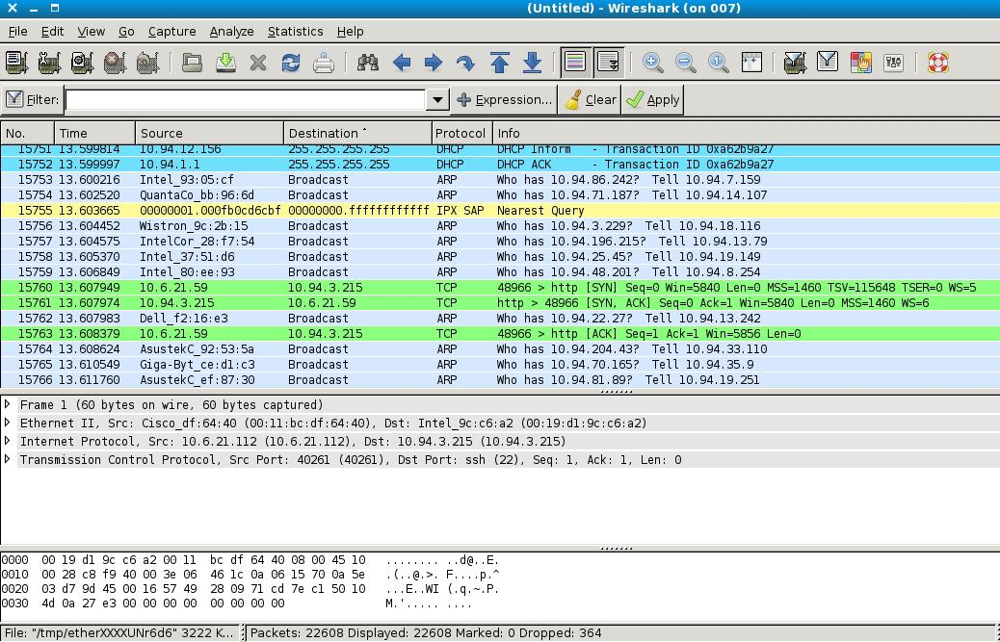 (Untitled) - Wireshark (on 007)
File Edit View Go Capture Analyze Statistics Help
Filter: Expression... Clear Apply
No. Time Source Destination Protocol Info
15751 13.599814 10.94.12.156 255.255.255.255 DHCP DHCP Inform - Transaction ID 0xa62b9a27
15752 13.599997 10.94.1.1 255.255.255.255 DHCP DHCP ACK - Transaction ID 0xa62b9a27
15753 13.600216 Intel_93:05:cf Broadcast ARP Who has 10.94.86.242? Tell 10.94.7.159
15754 13.602520 QuantaCo_bb:96:6d Broadcast ARP Who has 10.94.71.187? Tell 10.94.14.107
15755 13.603665 00000001.000fb0cd6cbf 00000000.ffffffffffff IPX SAP Nearest Query
15756 13.604452 Wistron_9c:2b:15 Broadcast ARP Who has 10.94.3.229? Tell 10.94.18.116
15757 13.604575 IntelCor_28:f7:54 Broadcast ARP Who has 10.94.196.215? Tell 10.94.13.79
15758 13.605370 Intel_37:51:d6 Broadcast ARP Who has 10.94.25.45? Tell 10.94.19.149
15759 13.606849 Intel_80:ee:93 Broadcast ARP Who has 10.94.48.201? Tell 10.94.8.254
15760 13.607949 10.6.21.59 10.94.3.215 TCP 48966 > http [SYN] Seq=0 Win=5840 Len=0 MSS=1460 TSV=115648 TSER=0 WS=5
15761 13.607974 10.94.3.215 10.6.21.59 TCP http > 48966 [SYN, ACK] Seq=0 Ack=1 Win=5840 Len=0 MSS=1460 WS=6
15762 13.607983 Dell_f2:16:e3 Broadcast ARP Who has 10.94.22.27? Tell 10.94.13.242
15763 13.608379 10.6.21.59 10.94.3.215 TCP 48966 > http [ACK] Seq=1 Ack=1 Win=5856 Len=0
15764 13.608624 AsustekC_92:53:5a Broadcast ARP Who has 10.94.204.43? Tell 10.94.33.110
15765 13.610549 Giga-Byt_ce:d1:c3 Broadcast ARP Who has 10.94.70.165? Tell 10.94.35.9
15766 13.611760 AsustekC_ef:87:30 Broadcast ARP Who has 10.94.81.89? Tell 10.94.19.251
Frame 1 (60 bytes on wire, 60 bytes captured)
Ethernet II, Src: Cisco_df:64:40 (00:11:bc:df:64:40), Dst: Intel_9c:c6:a2 (00:19:d1:9c:c6:a2)
Internet Protocol, Src: 10.6.21.112 (10.6.21.112), Dst: 10.94.3.215 (10.94.3.215)
Transmission Control Protocol, Src Port: 40261 (40261), Dst Port: ssh (22), Seq: 1, Ack: 1, Len: 0
0000 00 19 d1 9c c6 a2 00 11 bc df 64 40 08 00 45 10 ........ ..d@..E.
0010 00 28 c8 f9 40 00 3e 06 46 1c 0a 06 15 70 0a 5e .(..@.>. F....p.^
0020 03 d7 9d 45 00 16 57 49 28 09 71 cd 7e c1 50 10 ...E..WI (.q.~.P.
0030 4d 0a 27 e3 00 00 00 00 00 00 00 00 M.'..... ....
File: "/tmp/etherXXXXUNr6d6" 3222 K... Packets: 22608 Displayed: 22608 Marked: 0 Dropped: 364